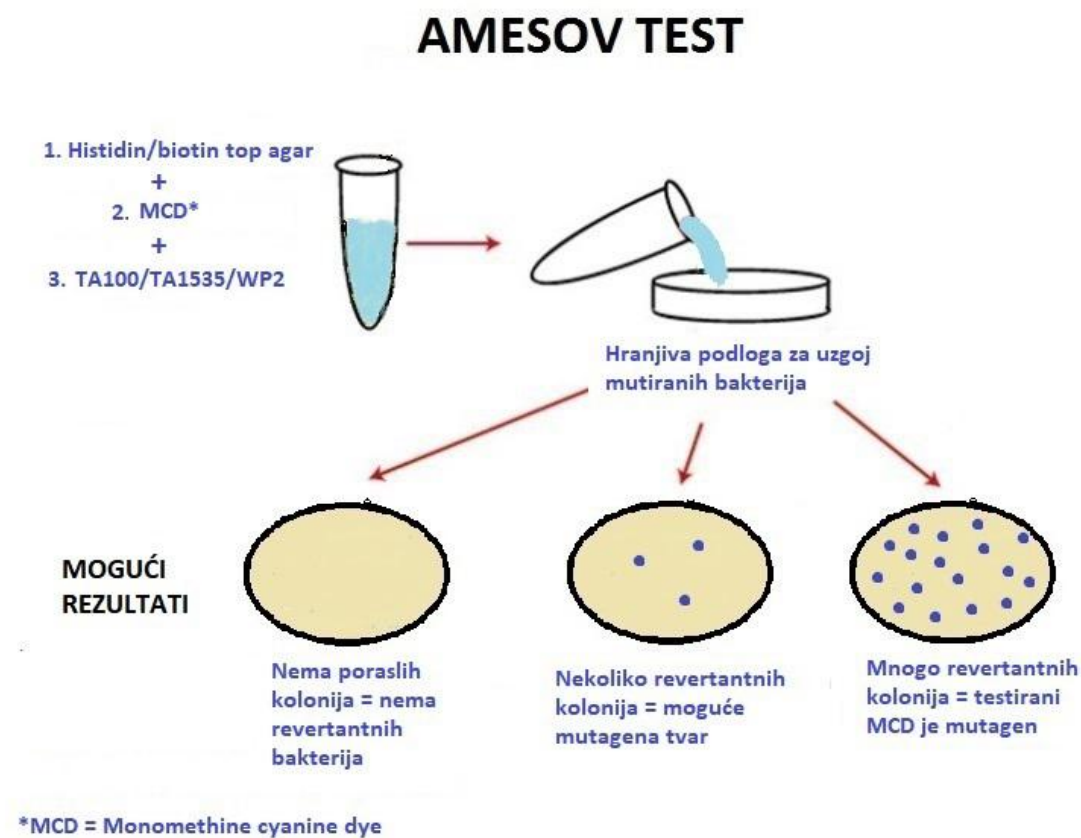 AMESOV TEST
1. Histidin/biotin top agar
+
2. MCD*
+
3. TA100/TA1535/WP2
Hranjiva podloga za uzgoj
mutiranih bakterija
MOGUĆI
REZULTATI
Nema poraslih
kolonija = nema
revertantnih
bakterija
Nekoliko revertantnih
kolonija = moguće
mutagena tvar
Mnogo revertantnih
kolonija = testirani
MCD je mutagen
*MCD = Monomethine cyanine dye